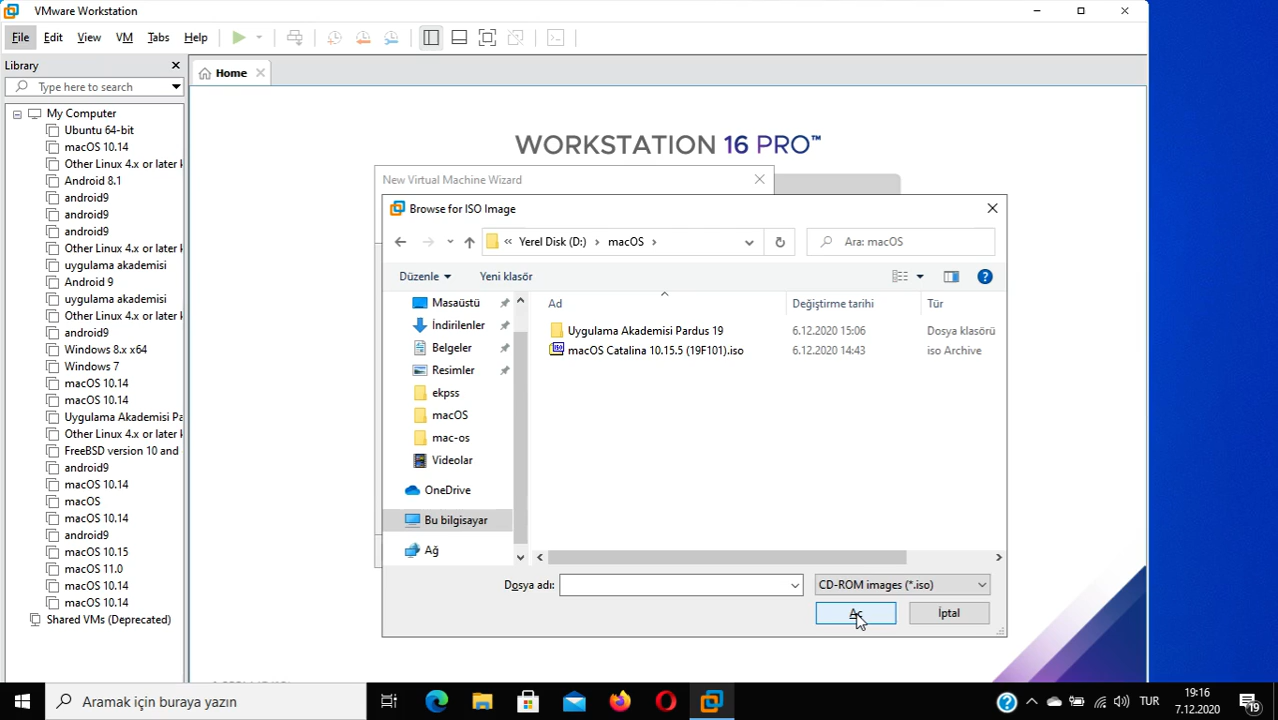 VMware Workstation
File Edit View VM Tabs Help
Library
Type here to search
Home
My Computer
Ubuntu 64-bit
macOS 10.14
Other Linux 4.x or later k
Android 8.1
android9
android9
android9
Other Linux 4.x or later k
uygulama akademisi
Android 9
uygulama akademisi
Other Linux 4.x or later k
android9
Windows 8.x x64
Windows 7
macOS 10.14
macOS 10.14
Uygulama Akademisi Pa
Other Linux 4.x or later k
FreeBSD version 10 and
android9
macOS 10.14
macOS
macOS 10.14
android9
macOS 10.15
macOS 11.0
macOS 10.14
macOS 10.14
Shared VMs (Deprecated)
WORKSTATION 16 PRO™
New Virtual Machine Wizard
Browse for ISO Image
« Yerel Disk (D:) › macOS ›
Ara: macOS
Düzenle Yeni klasör
Masaüstü
İndirilenler
Belgeler
Resimler
ekpss
macOS
mac-os
Videolar
OneDrive
Bu bilgisayar
Ağ
Ad Değiştirme tarihi Tür
Uygulama Akademisi Pardus 19 6.12.2020 15:06 Dosya klasörü
macOS Catalina 10.15.5 (19F101).iso 6.12.2020 14:43 iso Archive
Dosya adı: CD-ROM images (*.iso)
Aç İptal
Aramak için buraya yazın
TUR
19:16
7.12.2020
19